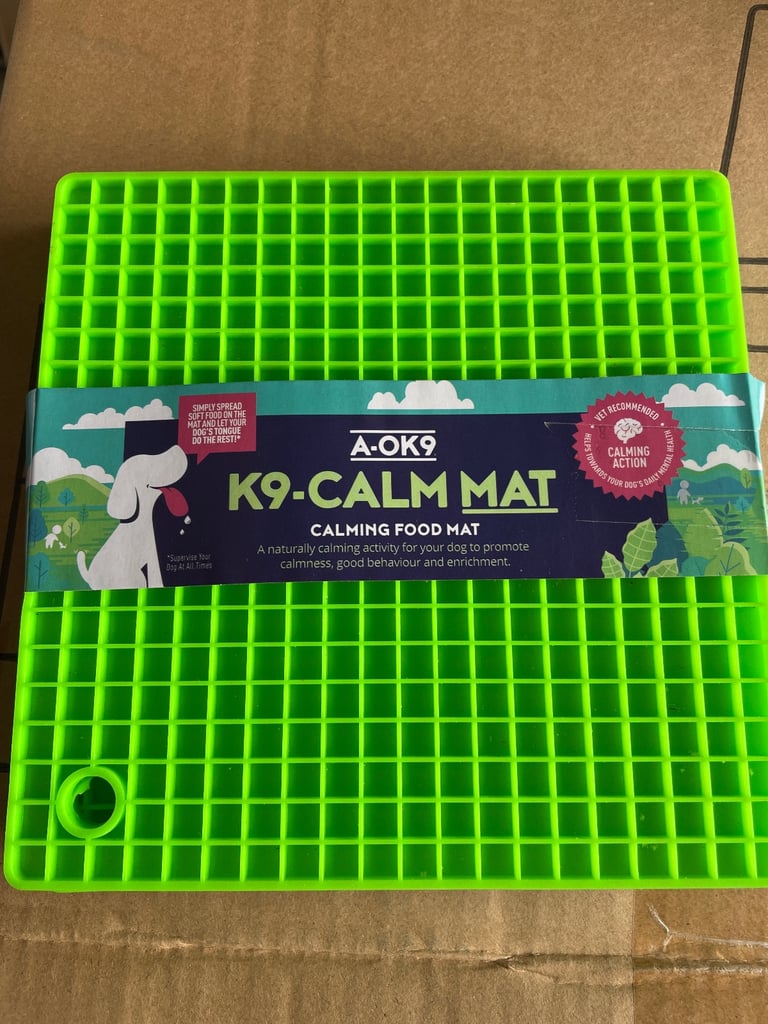 SIMPLY SPREAD
SOFT FOOD ON THE
MAT AND LET YOUR
DOG'S TONGUE
DO THE REST!*
A-OK9
K9-CALM MAT
CALMING FOOD MAT
A naturally calming activity for your dog to promote
calmness, good behaviour and enrichment.
*Supervise Your
Dog At All Times
VET RECOMMENDED
CALMING
ACTION
HELPS TOWARDS YOUR DOG'S DAILY MENTAL HEALTH